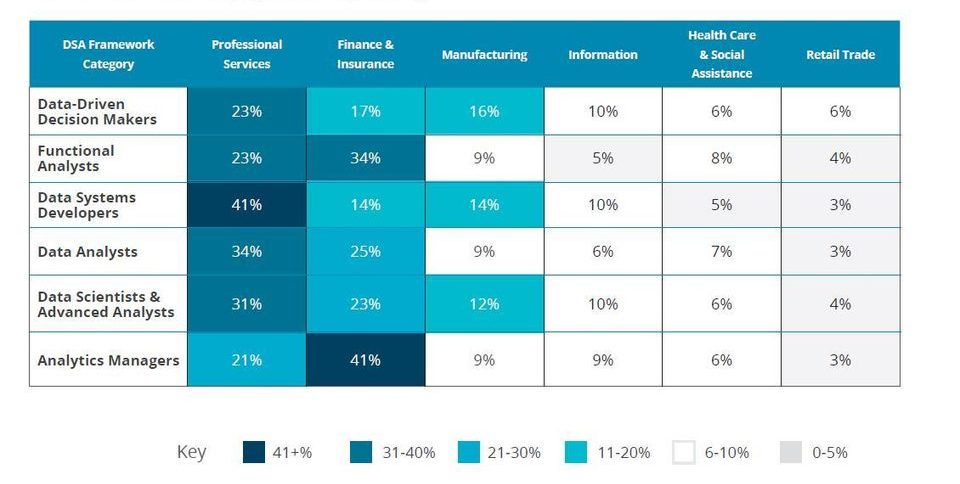 DSA Framework
Category
Professional
Services
Finance &
Insurance
Manufacturing
Information
Health Care
& Social
Assistance
Retail Trade
Data-Driven
Decision Makers
23% 17% 16% 10% 6% 6%
Functional
Analysts
23% 34% 9% 5% 8% 4%
Data Systems
Developers
41% 14% 14% 10% 5% 3%
Data Analysts 34% 25% 9% 6% 7% 3%
Data Scientists &
Advanced Analysts
31% 23% 12% 10% 6% 4%
Analytics Managers 21% 41% 9% 9% 6% 3%
Key 41+% 31-40% 21-30% 11-20% 6-10% 0-5%